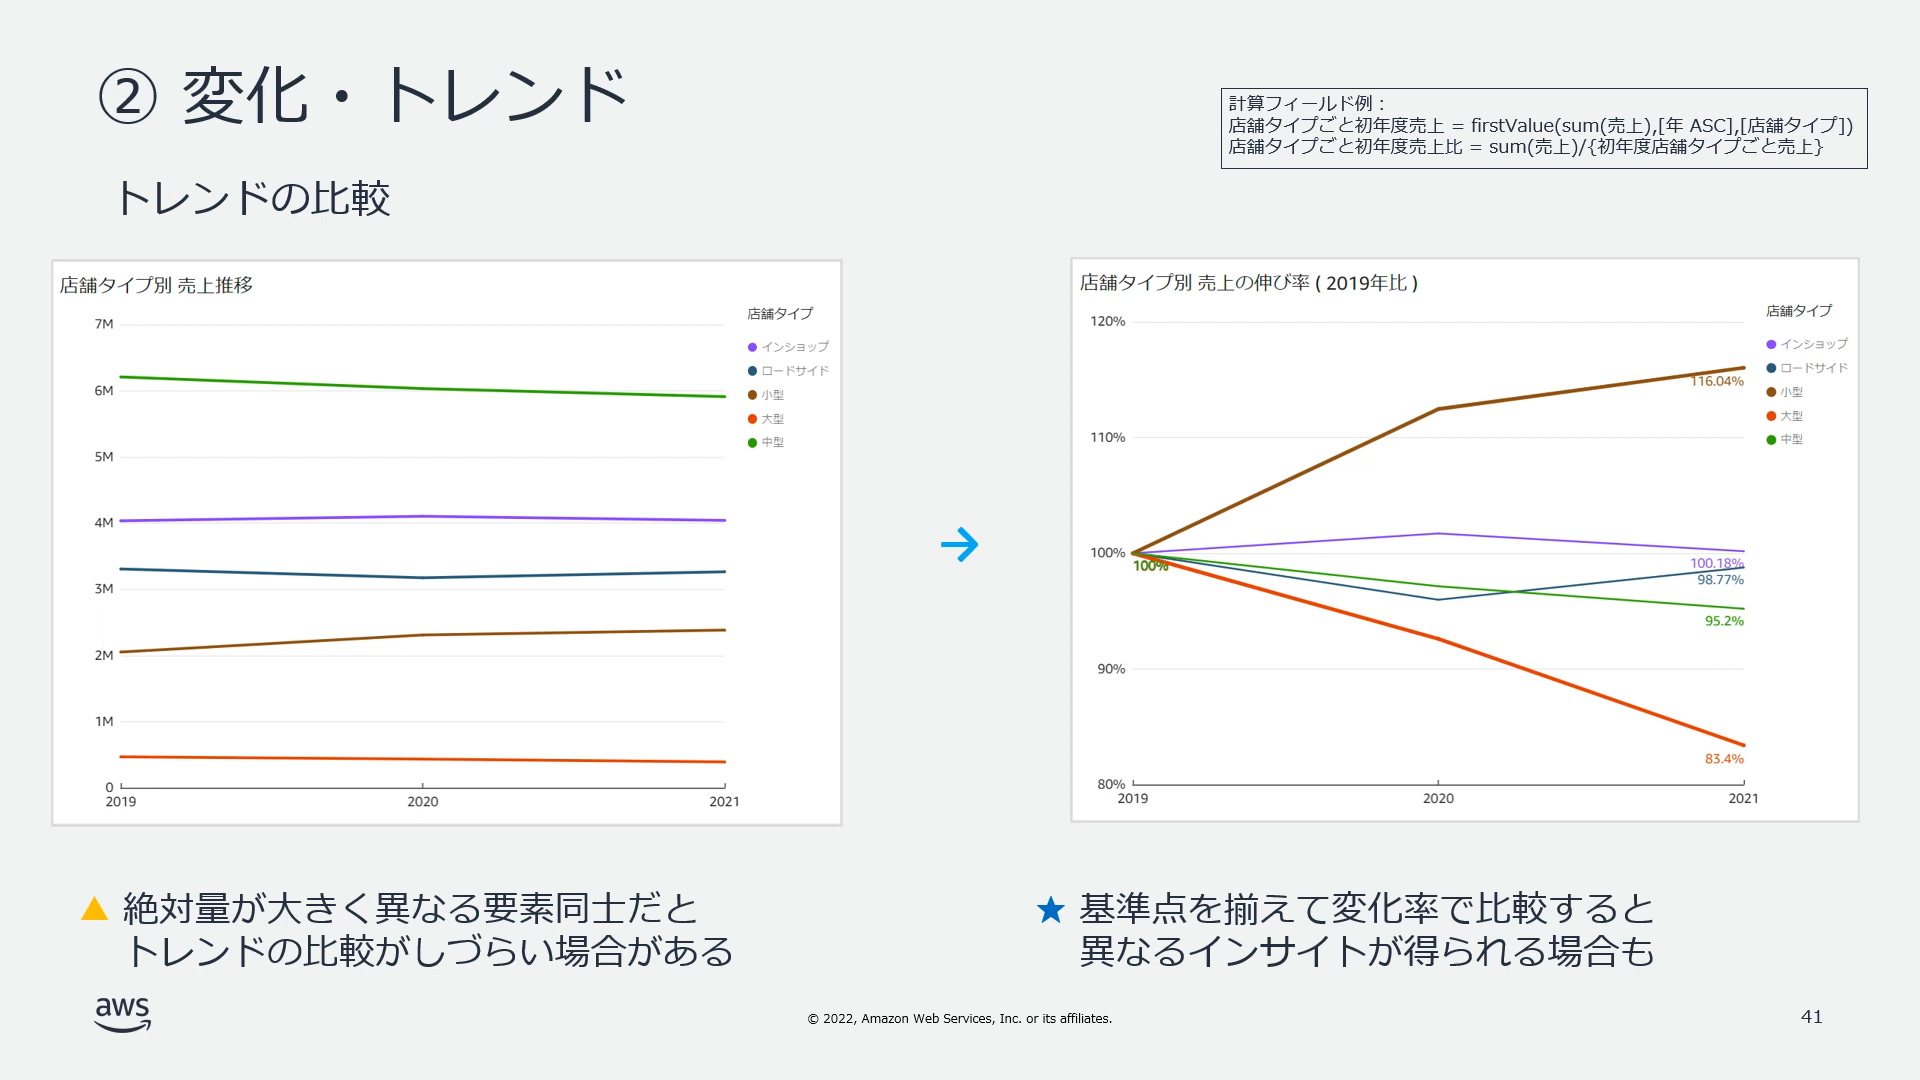 ② 変化・トレンド
計算フィールド例：
店舗タイプごと初年度売上 = firstValue(sum(売上),[年 ASC],[店舗タイプ])
店舗タイプごと初年度売上比 = sum(売上)/{初年度店舗タイプごと売上}
トレンドの比較
店舗タイプ別 売上推移
店舗タイプ
インショップ
ロードサイド
小型
大型
中型
7M
6M
5M
4M
3M
2M
1M
0
2019
2020
2021
店舗タイプ別 売上の伸び率 ( 2019年比 )
店舗タイプ
インショップ
ロードサイド
小型
大型
中型
120%
110%
100%
90%
80%
100%
116.04%
100.18%
98.77%
95.2%
83.4%
2019
2020
2021
絶対量が大きく異なる要素同士だと
トレンドの比較がしづらい場合がある
基準点を揃えて変化率で比較すると
異なるインサイトが得られる場合も
aws
© 2022, Amazon Web Services, Inc. or its affiliates.
41